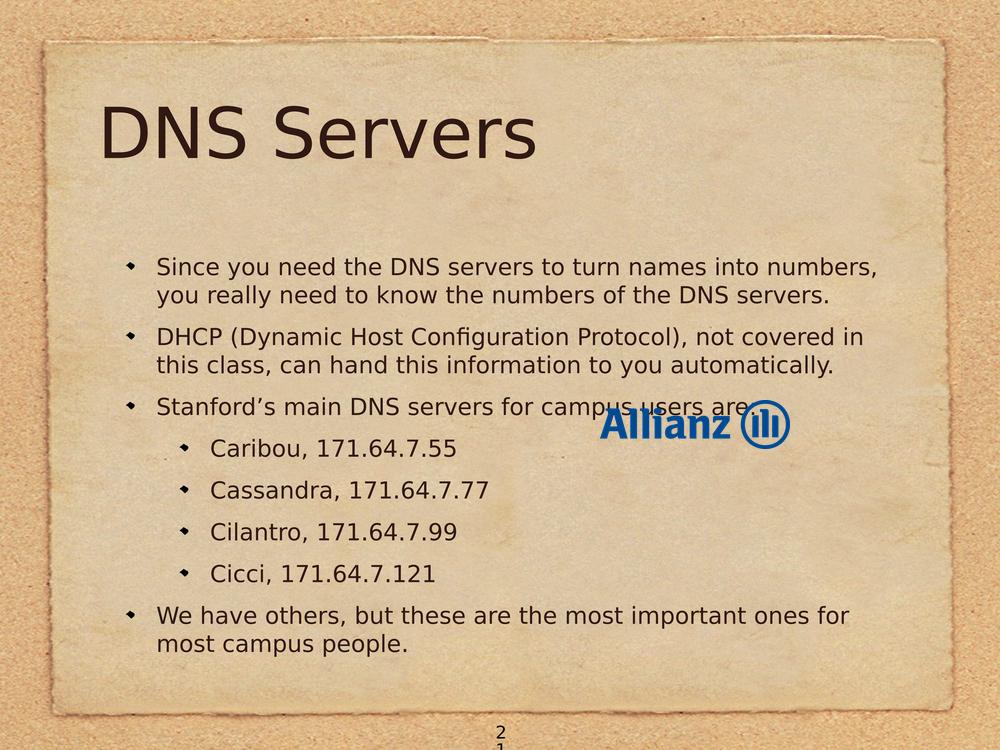 DNS Servers
Since you need the DNS servers to turn names into numbers,
you really need to know the numbers of the DNS servers.
DHCP (Dynamic Host Configuration Protocol), not covered in
this class, can hand this information to you automatically.
Stanford’s main DNS servers for campus users are:
Allianz
Caribou, 171.64.7.55
Cassandra, 171.64.7.77
Cilantro, 171.64.7.99
Cicci, 171.64.7.121
We have others, but these are the most important ones for
most campus people.
2
1